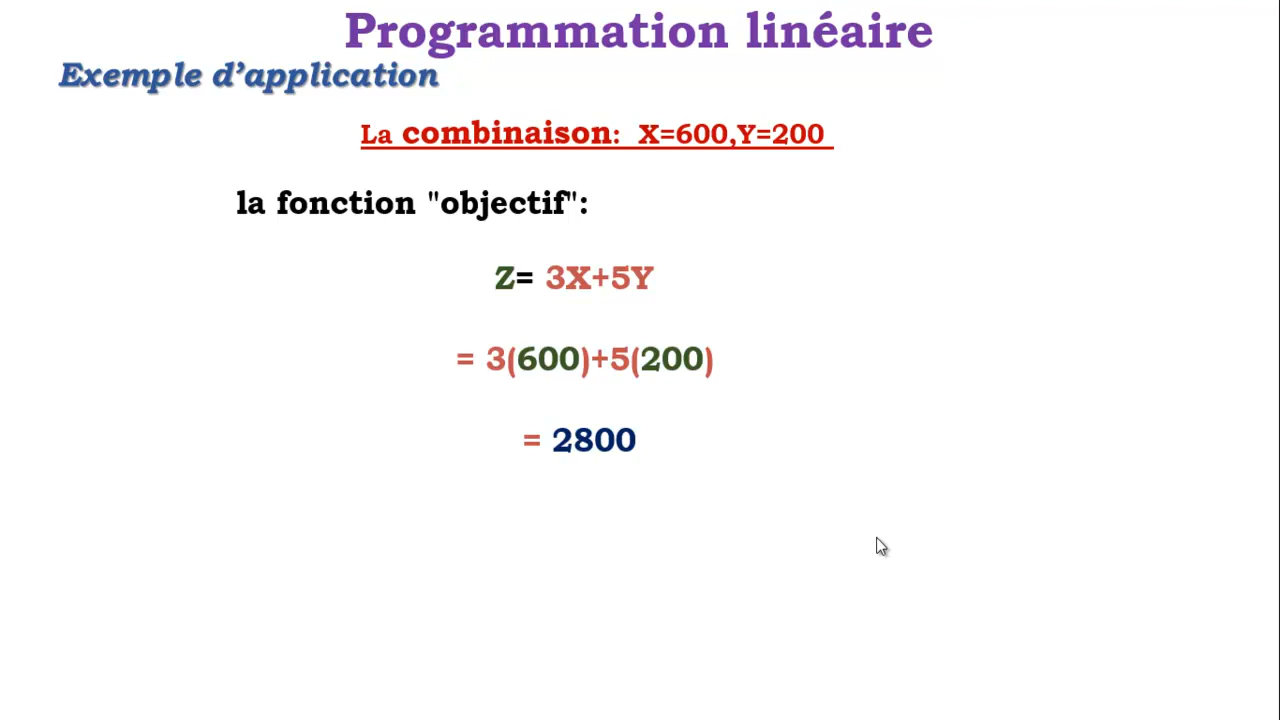 Programmation linéaire
Exemple d’application
La combinaison: X=600,Y=200
la fonction "objectif":
Z= 3X+5Y
= 3(600)+5(200)
= 2800